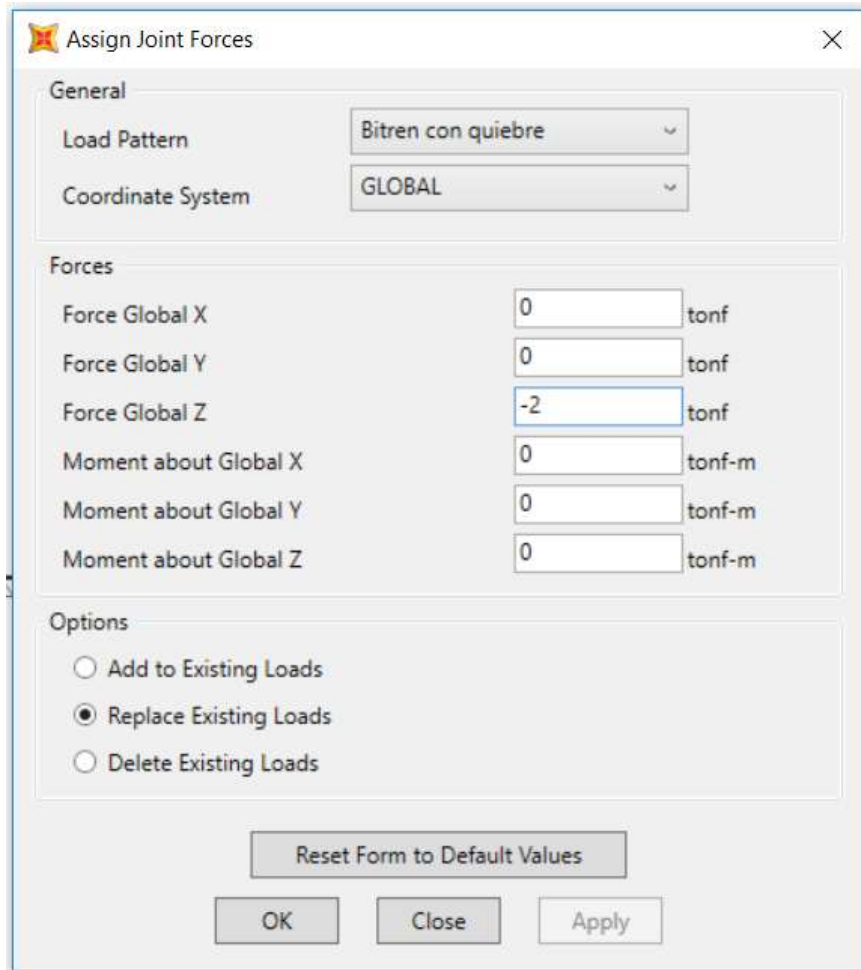 Assign Joint Forces
General
Load Pattern Bitren con quiebre
Coordinate System GLOBAL
Forces
Force Global X 0 tonf
Force Global Y 0 tonf
Force Global Z -2 tonf
Moment about Global X 0 tonf-m
Moment about Global Y 0 tonf-m
Moment about Global Z 0 tonf-m
Options
Add to Existing Loads
Replace Existing Loads
Delete Existing Loads
Reset Form to Default Values
OK Close Apply